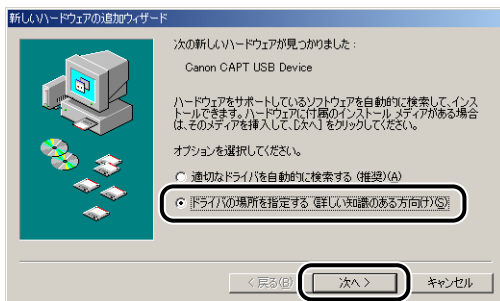 新しいハードウェアの追加ウィザード
次の新しいハードウェアが見つかりました :
Canon CAPT USB Device
ハードウェアをサポートしているソフトウェアを自動的に検索して、インス
トールできます。ハードウェアに付属のインストール メディアがある場合
は、そのメディアを挿入して、[次へ] をクリックしてください。
オプションを選択してください。
適切なドライバを自動的に検索する (推奨)(A)
ドライバの場所を指定する (詳しい知識のある方向け)(S)
< 戻る(B)
次へ >
キャンセル